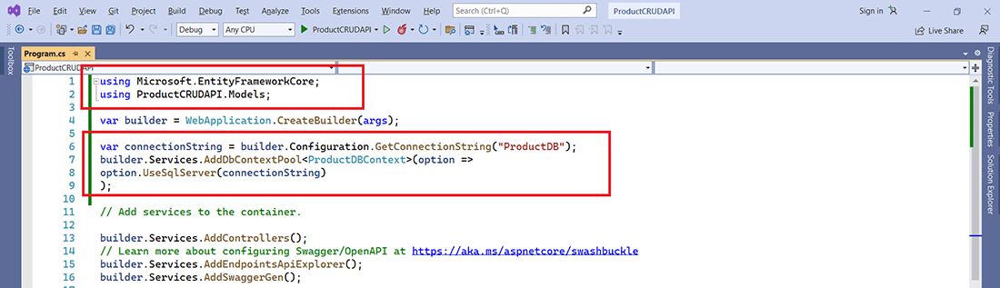 File Edit View Git Project Build Debug Test Analyze Tools Extensions Window Help Search (Ctrl+Q) ProductCRUDAPI Sign in
Debug Any CPU ProductCRUDAPI Live Share
Toolbox
Program.cs
ProductCRUDAPI
1 using Microsoft.EntityFrameworkCore;
2 using ProductCRUDAPI.Models;
3
4 var builder = WebApplication.CreateBuilder(args);
5
6 var connectionString = builder.Configuration.GetConnectionString("ProductDB");
7 builder.Services.AddDbContextPool<ProductDBContext>(option =>
8 option.UseSqlServer(connectionString)
9 );
10
11 // Add services to the container.
12
13 builder.Services.AddControllers();
14 // Learn more about configuring Swagger/OpenAPI at https://aka.ms/aspnetcore/swashbuckle
15 builder.Services.AddEndpointsApiExplorer();
16 builder.Services.AddSwaggerGen();
Diagnostic Tools
Properties
Solution Explorer